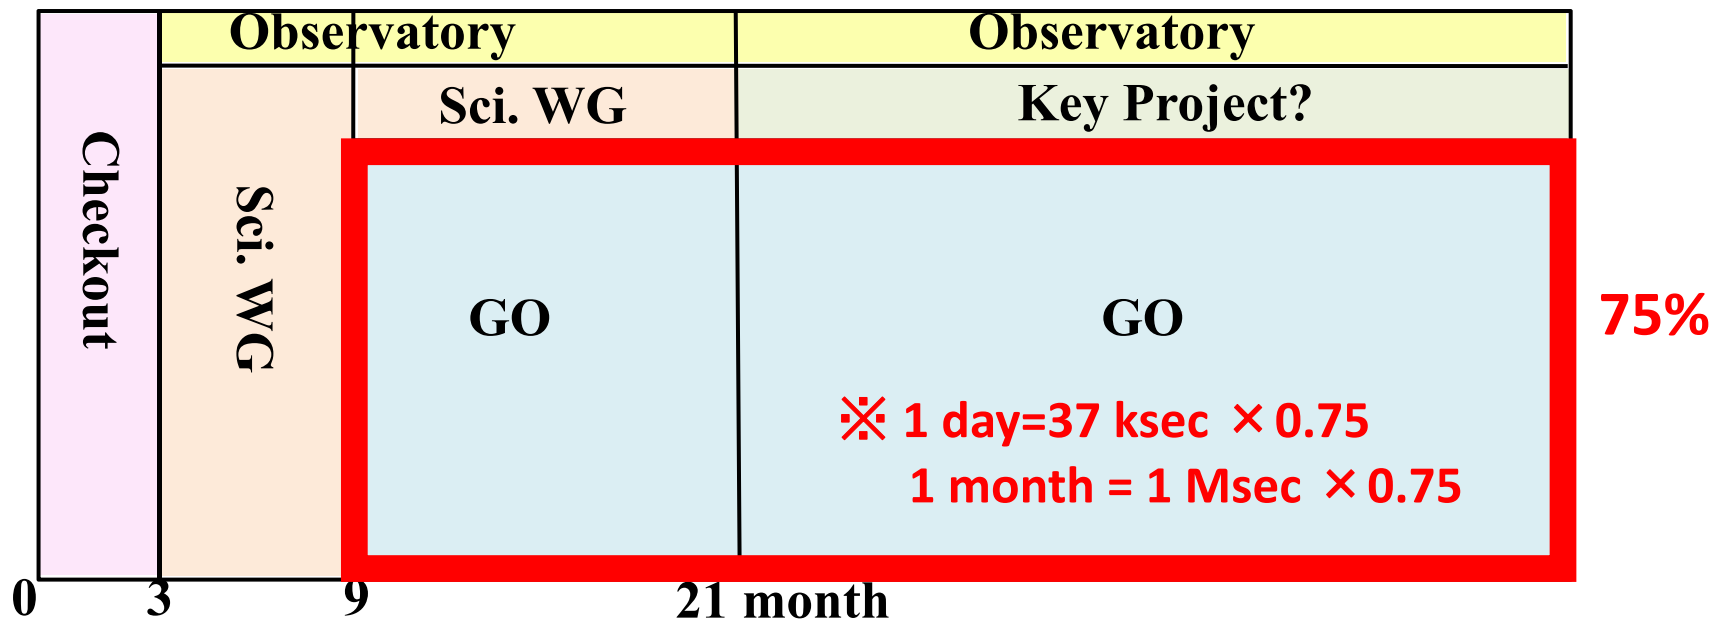 Observatory
Observatory
Sci. WG
Key Project?
Checkout
Sci. WG
GO
GO
75%
※ 1 day=37 ksec ×0.75
1 month = 1 Msec ×0.75
0
3
9
21 month